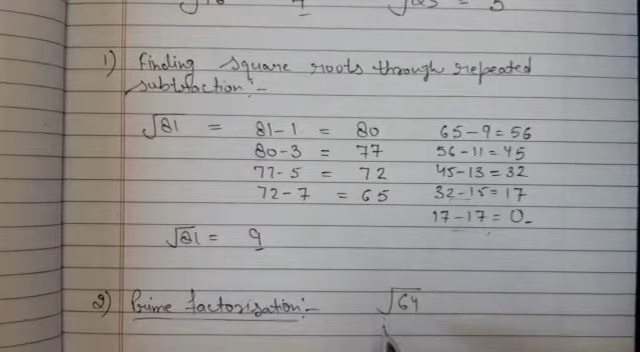 1) Finding square roots through repeated
subtraction:-
√81 = 81-1 = 80
80-3 = 77
77-5 = 72
72-7 = 65
65-9=56
56-11=45
45-13=32
32-15=17
17-17=0
√81 = 9
2) Prime factorisation:- √64